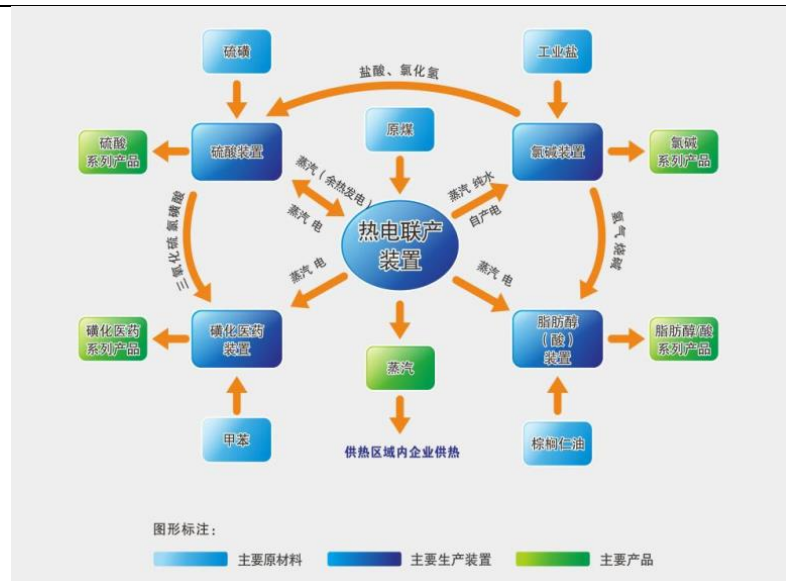 硫磺
工业盐
盐酸、氯化氢
原煤
硫酸
系列产品
硫酸装置
氯碱装置
氯碱
系列产品
蒸汽（余热发电）
蒸汽 电
蒸汽 纯水
自产电
三氧化硫 氯磺酸
热电联产
装置
氢气 烧碱
蒸汽 电
蒸汽 电
磺化医药
系列产品
磺化医药
装置
蒸汽
脂肪醇
（酸）
装置
脂肪醇/酸
系列产品
甲苯
供热区域内企业供热
棕榈仁油
图形标注：
主要原材料
主要生产装置
主要产品